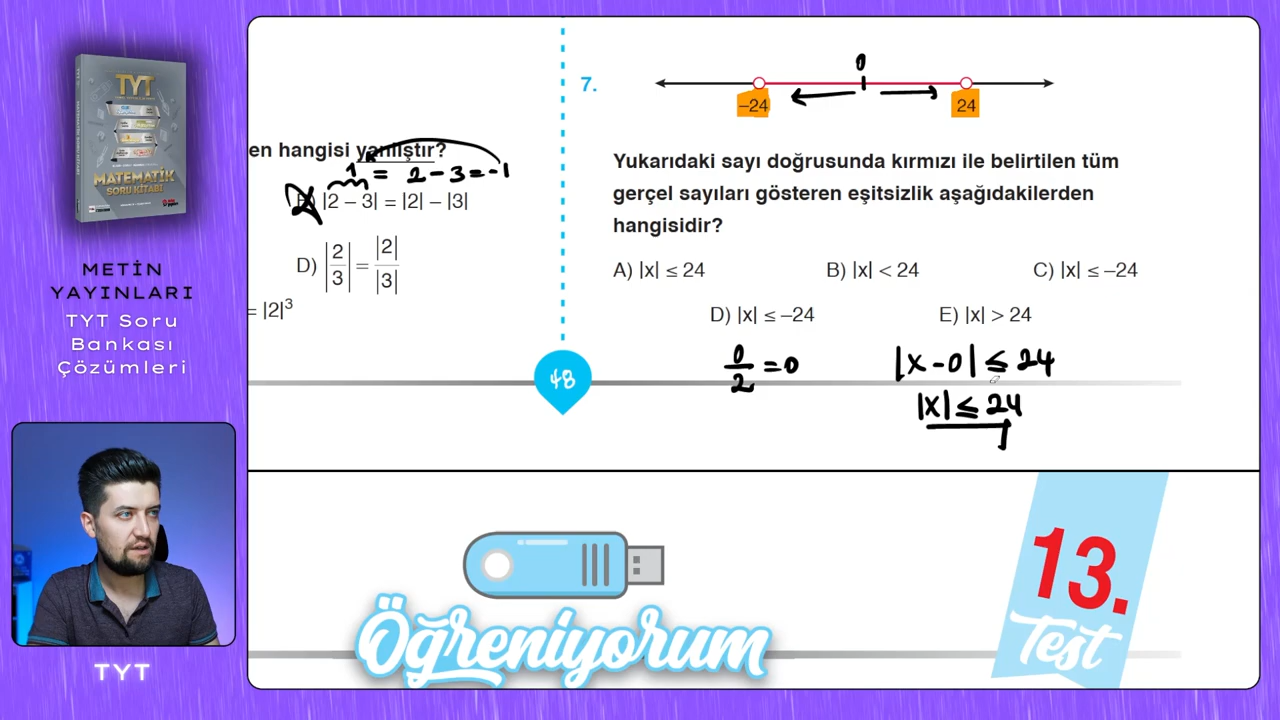 TYT
MATEMATİK
SORU KİTABI
METİN
YAYINLARI
TYT Soru
Bankası
Çözümleri
TYT
en hangisi yanlıştır?
1 = 2 - 3 = -1
|2 – 3| = |2| – |3|
D) |2/3| = |2|/|3|
= |2|³
48
7.
0
–24
24
Yukarıdaki sayı doğrusunda kırmızı ile belirtilen tüm
gerçel sayıları gösteren eşitsizlik aşağıdakilerden
hangisidir?
A) |x| ≤ 24 B) |x| < 24 C) |x| ≤ –24
D) |x| ≤ –24 E) |x| > 24
0/2 = 0
|x - 0| ≤ 24
|x| ≤ 24
Öğreniyorum
13.
Test